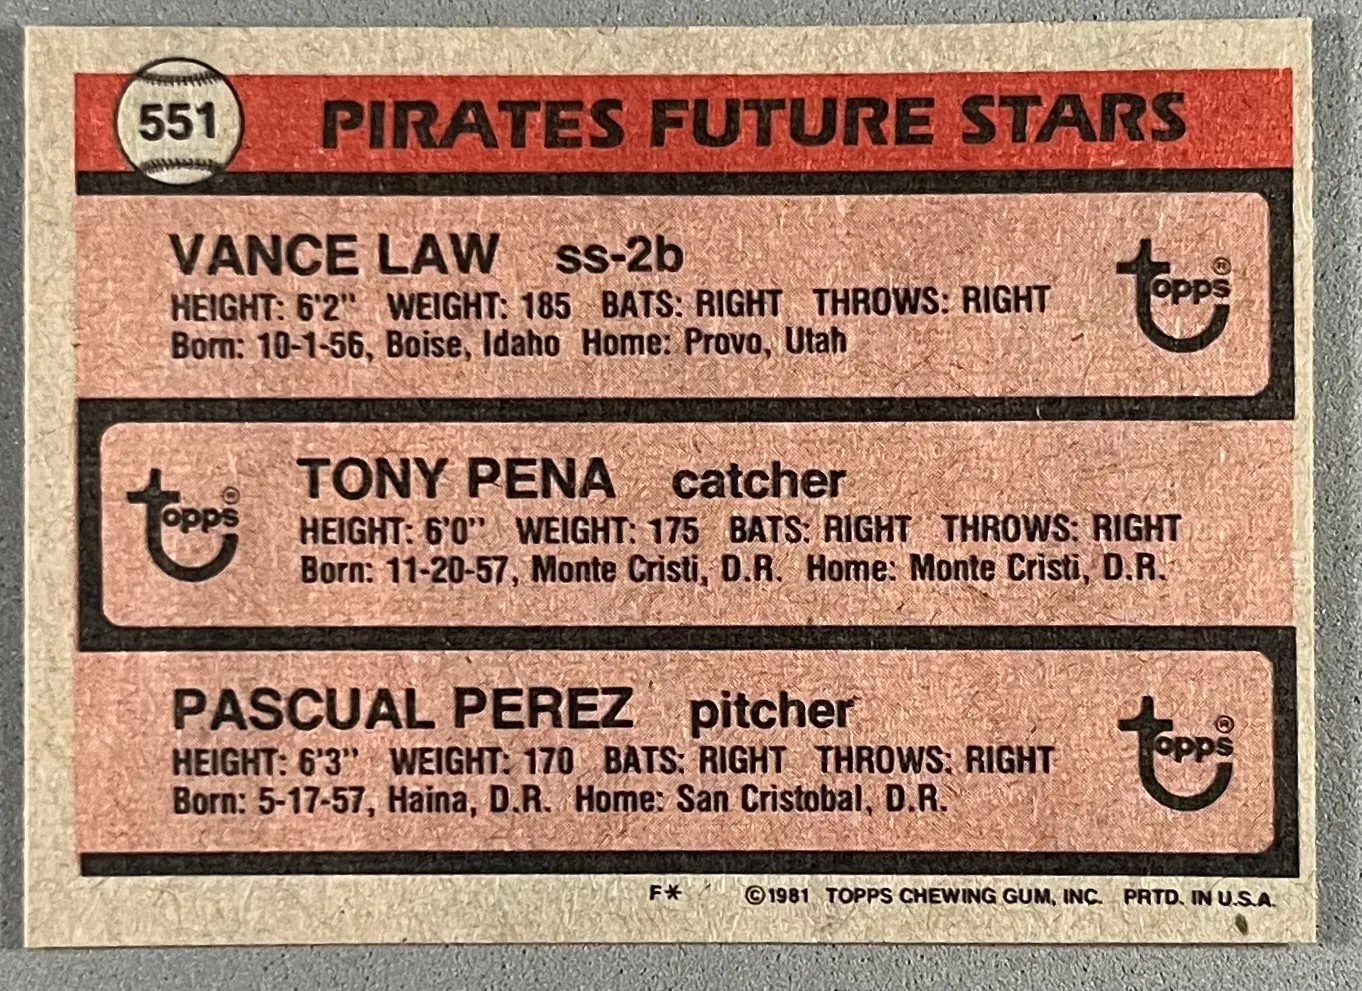 551 PIRATES FUTURE STARS
VANCE LAW ss-2b
HEIGHT: 6'2" WEIGHT: 185 BATS: RIGHT THROWS: RIGHT
Born: 10-1-56, Boise, Idaho Home: Provo, Utah
Topps®
TONY PENA catcher
HEIGHT: 6'0" WEIGHT: 175 BATS: RIGHT THROWS: RIGHT
Born: 11-20-57, Monte Cristi, D.R. Home: Monte Cristi, D.R.
Topps®
PASCUAL PEREZ pitcher
HEIGHT: 6'3" WEIGHT: 170 BATS: RIGHT THROWS: RIGHT
Born: 5-17-57, Haina, D.R. Home: San Cristobal, D.R.
Topps®
F* ©1981 TOPPS CHEWING GUM, INC. PRTD. IN U.S.A.